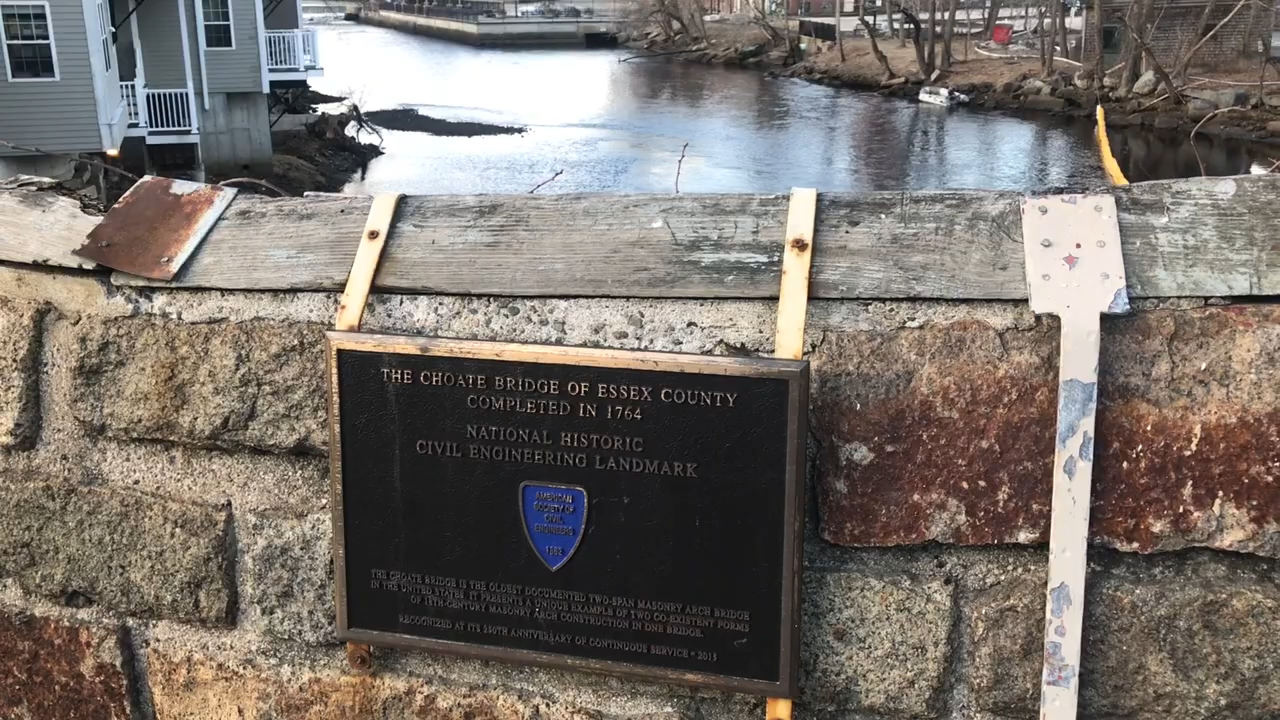 THE CHOATE BRIDGE OF ESSEX COUNTY
COMPLETED IN 1764
NATIONAL HISTORIC
CIVIL ENGINEERING LANDMARK
AMERICAN
SOCIETY OF
CIVIL
ENGINEERS
1852
THE CHOATE BRIDGE IS THE OLDEST DOCUMENTED TWO-SPAN MASONRY ARCH BRIDGE
IN THE UNITED STATES. IT PRESENTS A UNIQUE EXAMPLE OF TWO CO-EXISTENT FORMS
OF 18TH-CENTURY MASONRY ARCH CONSTRUCTION IN ONE BRIDGE.
RECOGNIZED AT ITS 250TH ANNIVERSARY OF CONTINUOUS SERVICE • 2015